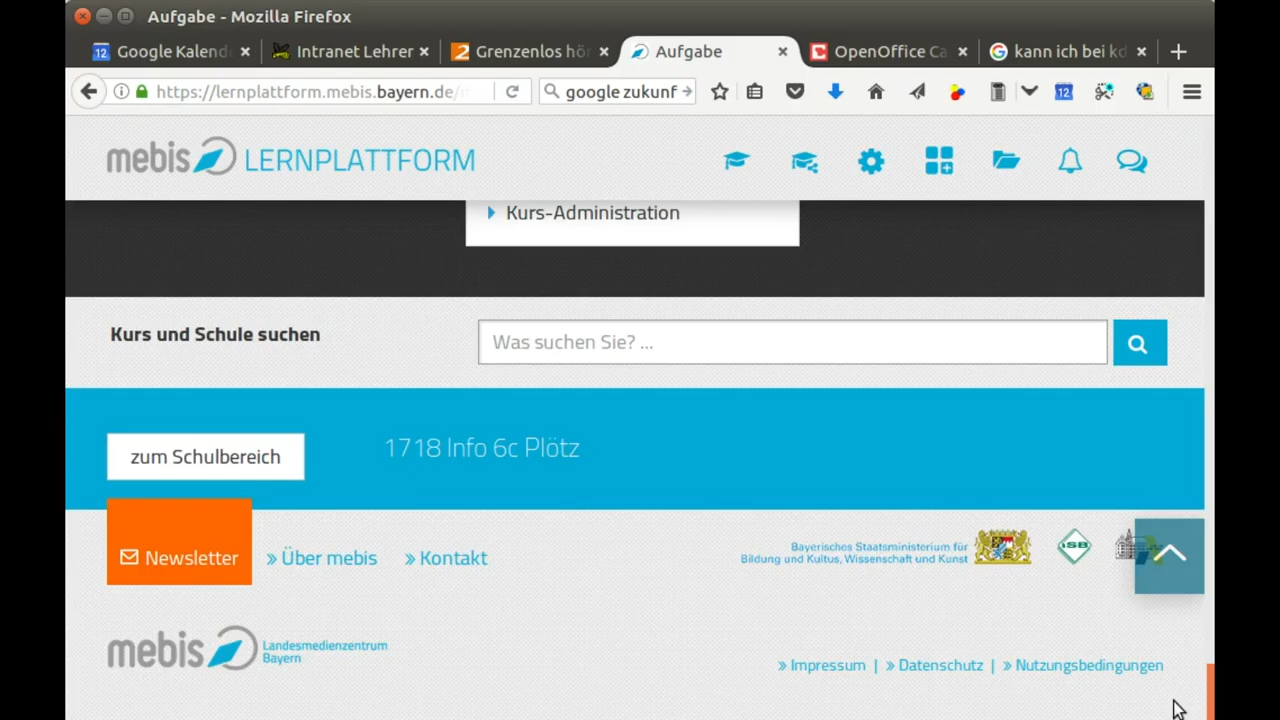 Aufgabe - Mozilla Firefox
12 Google Kalend
Intranet Lehrer
2 Grenzenlos hö
Aufgabe
OpenOffice Ca
G kann ich bei k
https://lernplattform.mebis.bayern.de/
google zukunf
12
mebis LERNPLATTFORM
Kurs-Administration
Kurs und Schule suchen
Was suchen Sie? ...
zum Schulbereich
1718 Info 6c Plötz
Newsletter
» Über mebis
» Kontakt
Bayerisches Staatsministerium für
Bildung und Kultus, Wissenschaft und Kunst
ISB
mebis Landesmedienzentrum
Bayern
» Impressum | » Datenschutz | » Nutzungsbedingungen